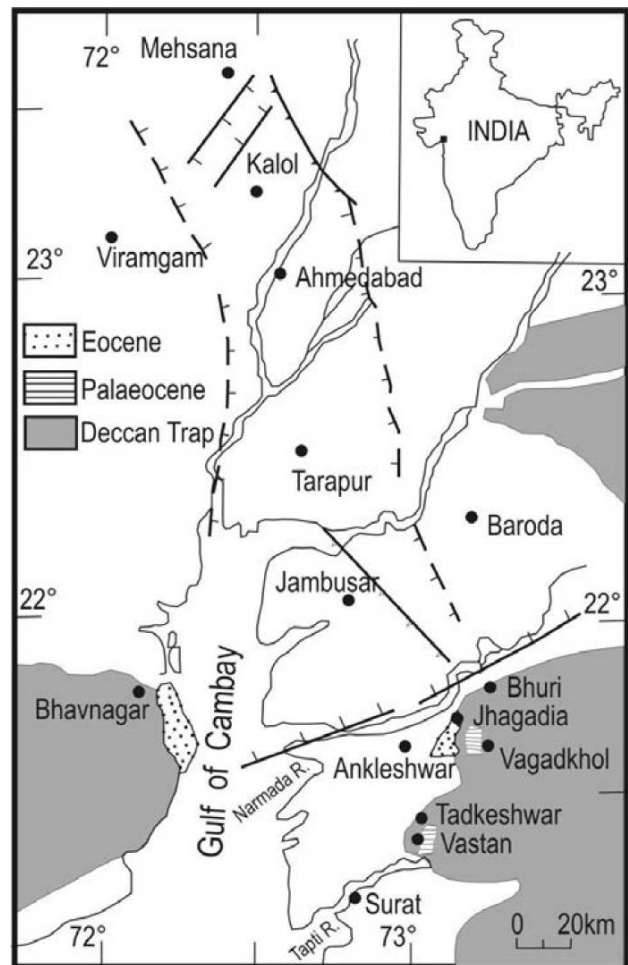 72°
Mehsana
INDIA
Kalol
Viramgam
23°
Ahmedabad
23°
Eocene
Palaeocene
Deccan Trap
Tarapur
Baroda
Jambusar
22°
22°
Bhavnagar
Gulf of Cambay
Bhuri
Jhagadia
Ankleshwar
Vagadkhol
Narmada R.
Tadkeshwar
Vastan
Surat
Tapti R.
0 20km
72°
73°